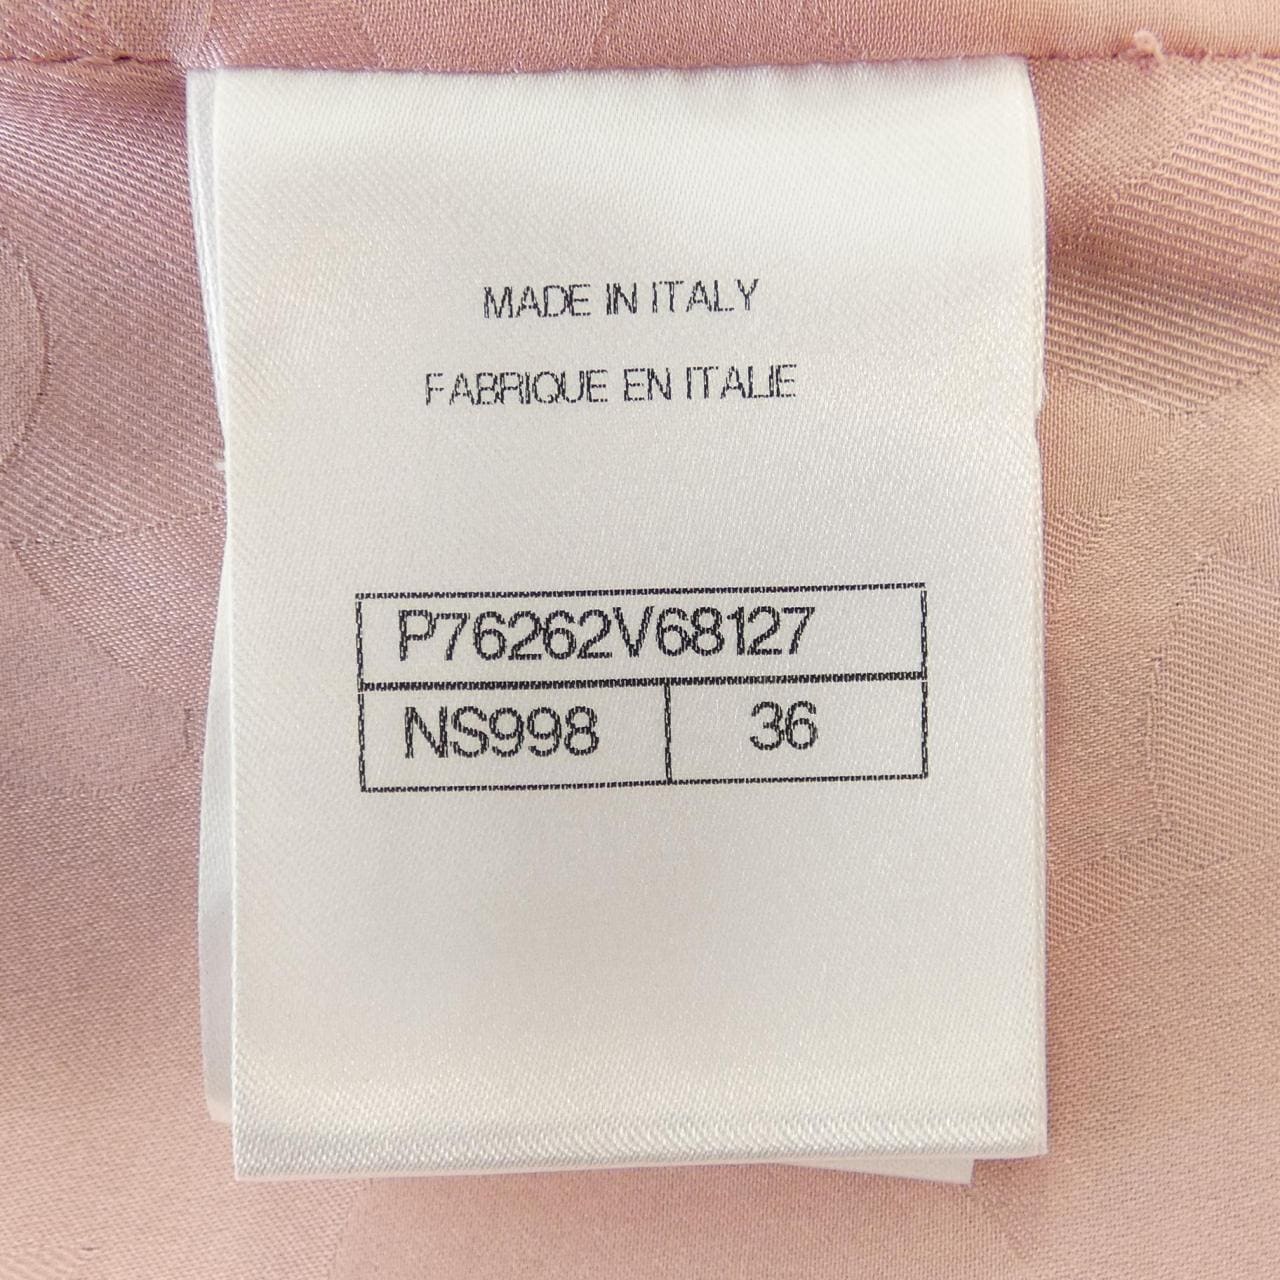 MADE IN ITALY
FABRIQUE EN ITALIE
P76262V68127
NS998 36